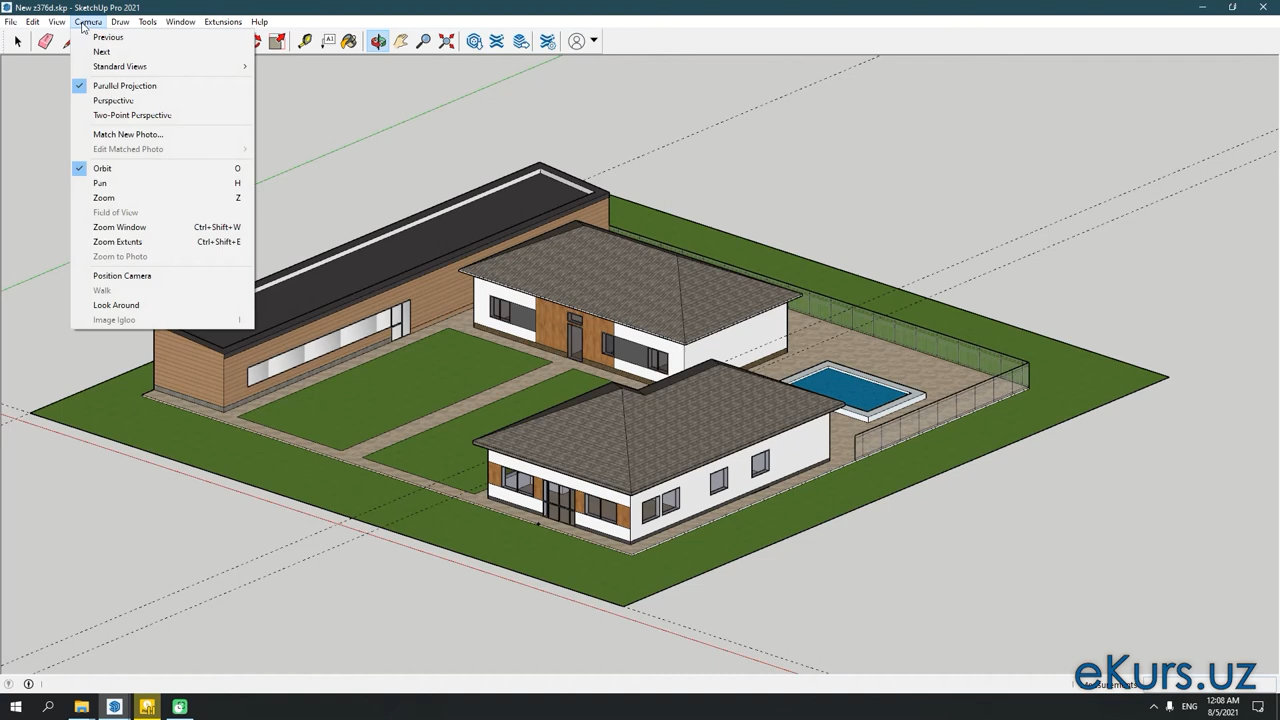 New z376d.skp - SketchUp Pro 2021
File Edit View Camera Draw Tools Window Extensions Help
Previous
Next
Standard Views
Parallel Projection
Perspective
Two-Point Perspective
Match New Photo...
Edit Matched Photo
Orbit O
Pan H
Zoom Z
Field of View
Zoom Window Ctrl+Shift+W
Zoom Extents Ctrl+Shift+E
Zoom to Photo
Position Camera
Walk
Look Around
Image Igloo I
eKurs.uz
Measurements
ENG
12:08 AM
8/5/2021